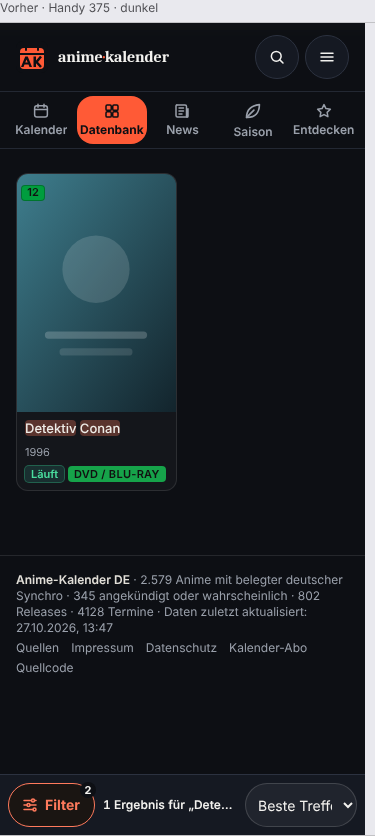 Vorher · Handy 375 · dunkel
AK anime·kalender
Kalender Datenbank News Saison Entdecken
12
Detektiv Conan
1996
Läuft DVD / BLU-RAY
Anime-Kalender DE · 2.579 Anime mit belegter deutscher
Synchro · 345 angekündigt oder wahrscheinlich · 802
Releases · 4128 Termine · Daten zuletzt aktualisiert:
27.10.2026, 13:47
Quellen Impressum Datenschutz Kalender-Abo
Quellcode
Filter 2 1 Ergebnis für „Dete… Beste Treff